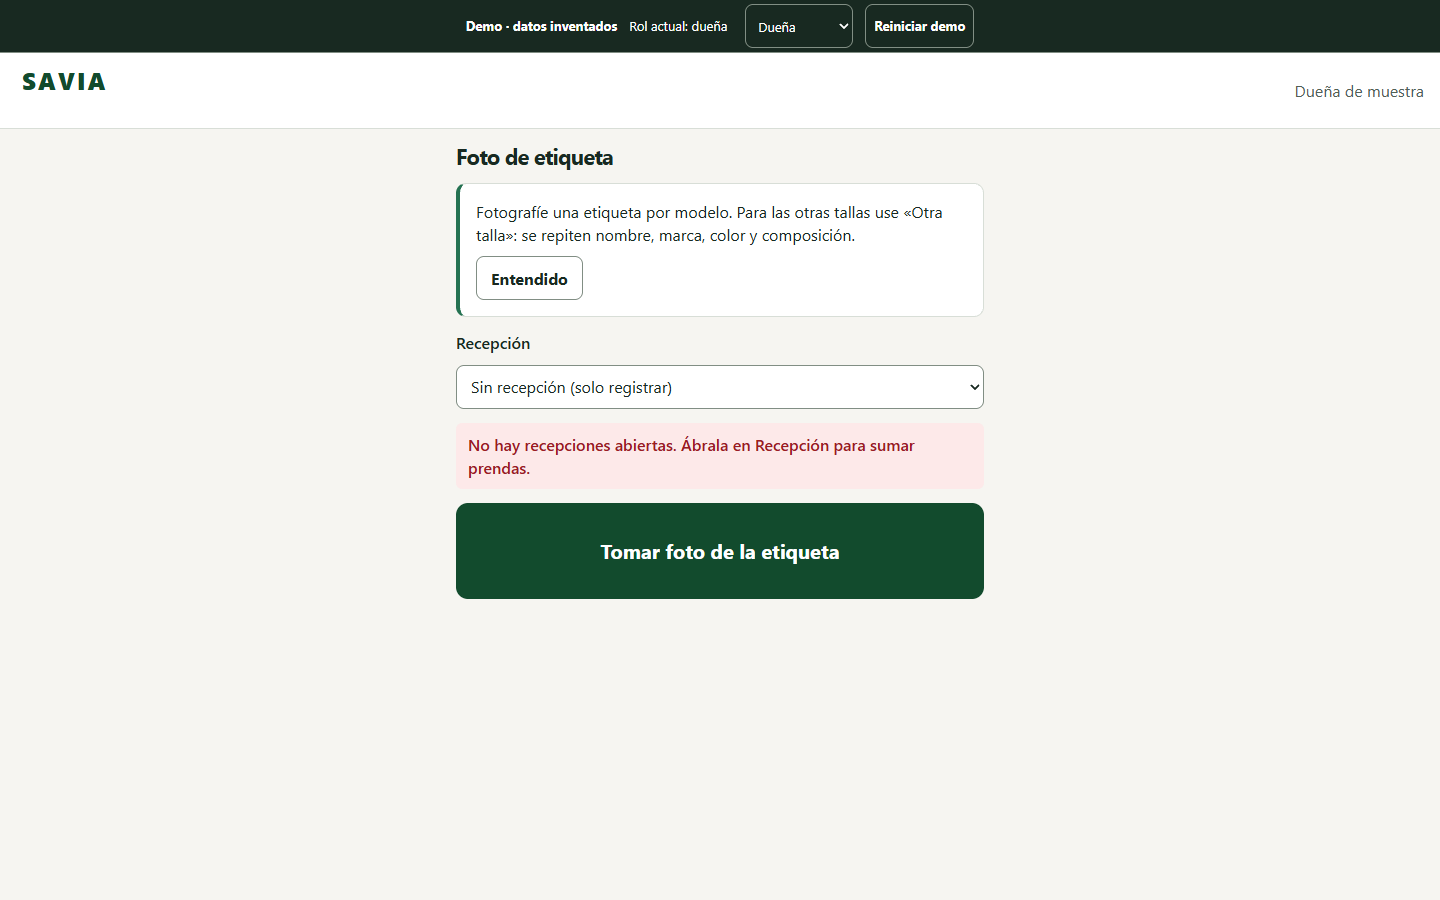 Demo · datos inventados Rol actual: dueña Dueña Reiniciar demo
SAVIA
Dueña de muestra
Foto de etiqueta
Fotografíe una etiqueta por modelo. Para las otras tallas use «Otra
talla»: se repiten nombre, marca, color y composición.
Entendido
Recepción
Sin recepción (solo registrar)
No hay recepciones abiertas. Ábrala en Recepción para sumar
prendas.
Tomar foto de la etiqueta